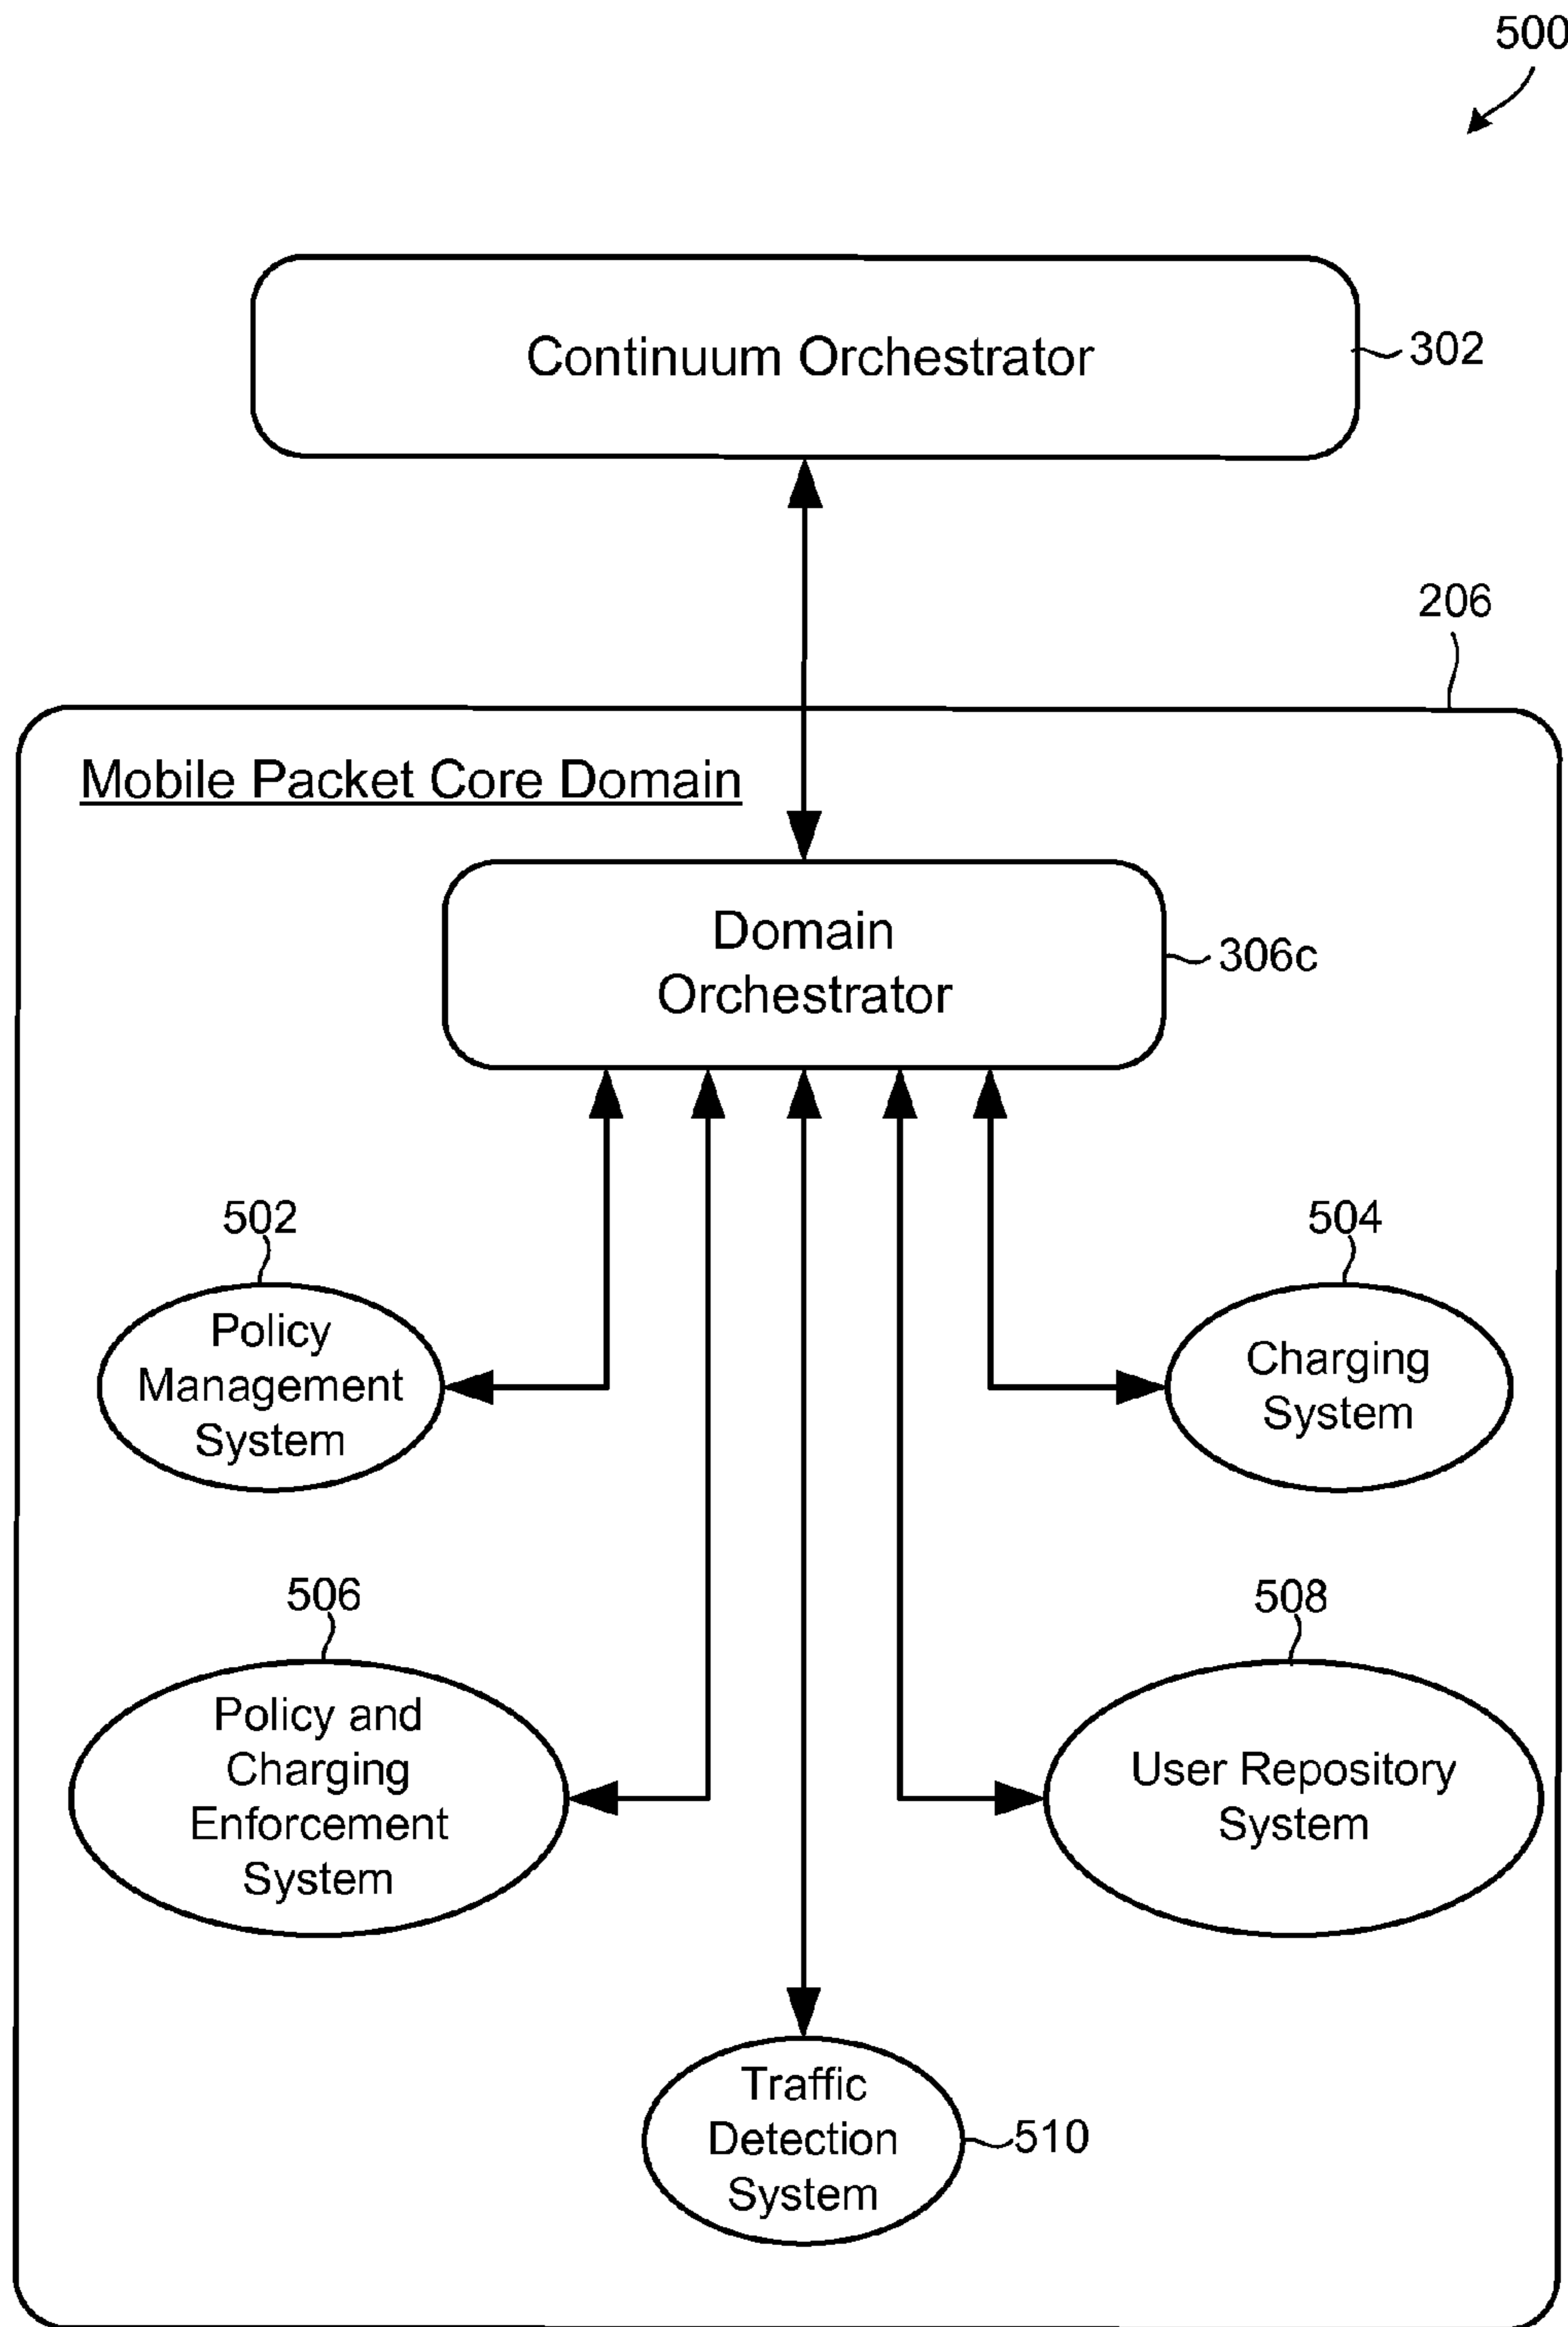 500
Continuum Orchestrator
302
206
Mobile Packet Core Domain
Domain
Orchestrator
306c
502
504
Policy
Management
System
Charging
System
506
508
Policy and
Charging
Enforcement
System
User Repository
System
Traffic
Detection
System
510